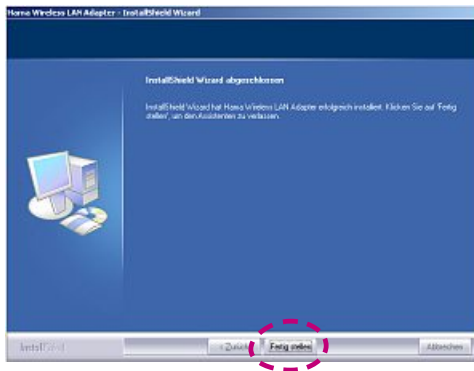 Hama Wireless LAN Adapter - InstallShield Wizard
InstallShield Wizard abgeschlossen
InstallShield Wizard hat Hama Wireless LAN Adapter erfolgreich installiert. Klicken Sie auf 'Fertig
stellen', um den Assistenten zu verlassen.
InstallShield
< Zurück
Fertig stellen
Abbrechen